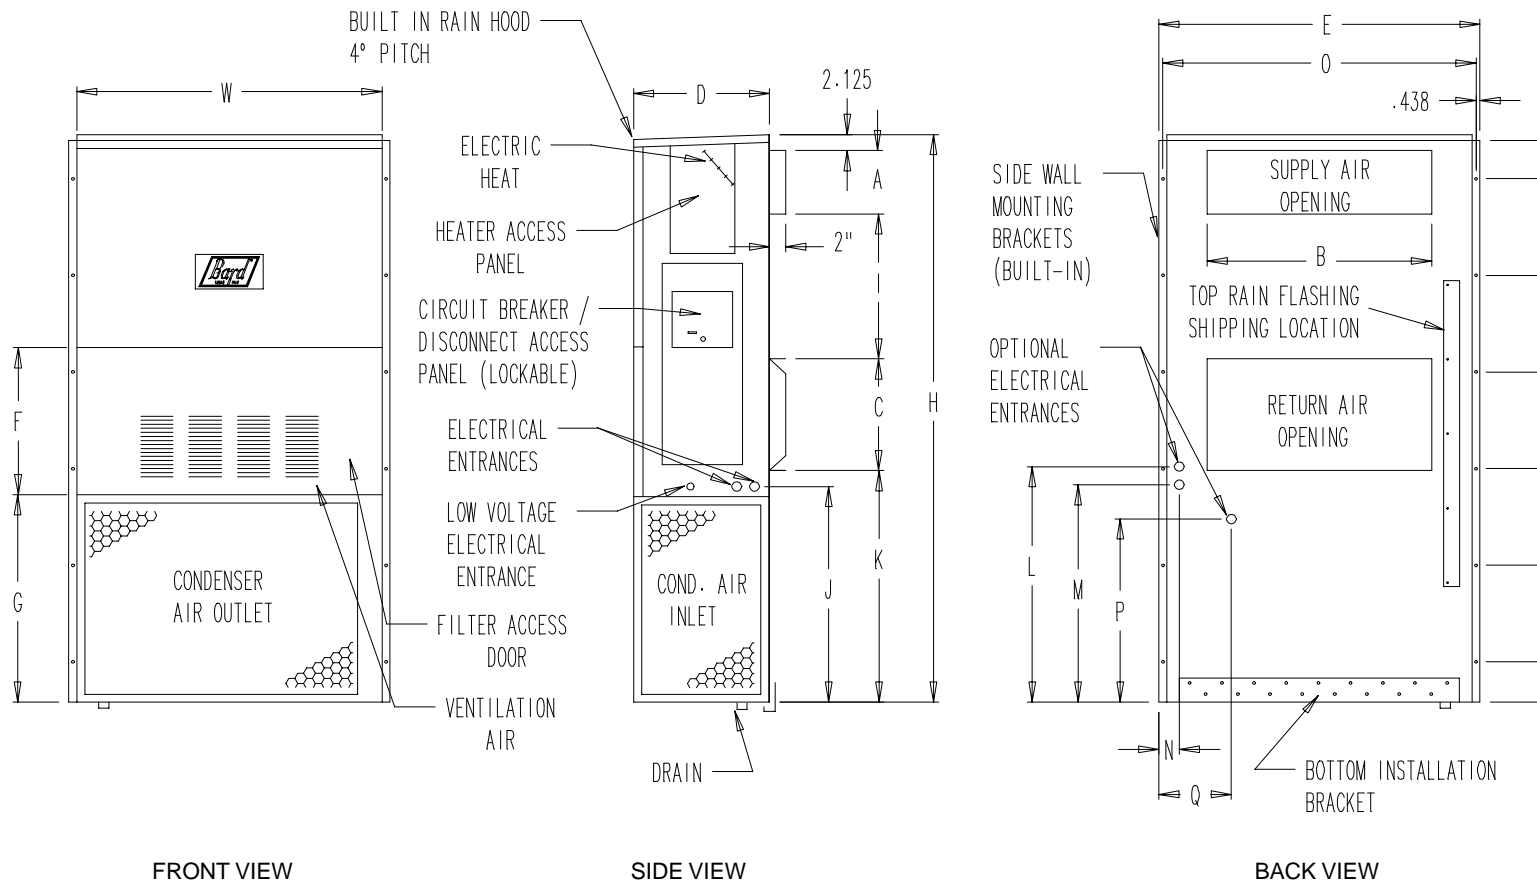 BUILT IN RAIN HOOD
4° PITCH
W
ELECTRIC
HEAT
HEATER ACCESS
PANEL
Bard
CIRCUIT BREAKER /
DISCONNECT ACCESS
PANEL (LOCKABLE)
F
ELECTRICAL
ENTRANCES
LOW VOLTAGE
ELECTRICAL
ENTRANCE
G
CONDENSER
AIR OUTLET
FILTER ACCESS
DOOR
VENTILATION
AIR
FRONT VIEW
D
2.125
A
2"
C
H
J
K
COND. AIR
INLET
DRAIN
SIDE VIEW
E
O
.438
SIDE WALL
MOUNTING
BRACKETS
(BUILT-IN)
SUPPLY AIR
OPENING
B
TOP RAIN FLASHING
SHIPPING LOCATION
OPTIONAL
ELECTRICAL
ENTRANCES
RETURN AIR
OPENING
L
M
P
N
Q
BOTTOM INSTALLATION
BRACKET
BACK VIEW